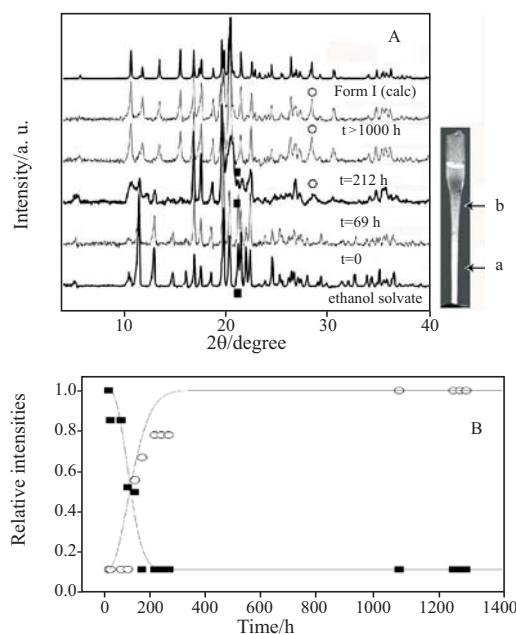 A
Form I (calc)
t >1000 h
t=212 h
t=69 h
t=0
ethanol solvate
Intensity/a. u.
10 20 30 40
2θ/degree
b
a
B
Relative intensities
1.0
0.8
0.6
0.4
0.2
0.0
0 200 400 600 800 1000 1200 1400
Time/h